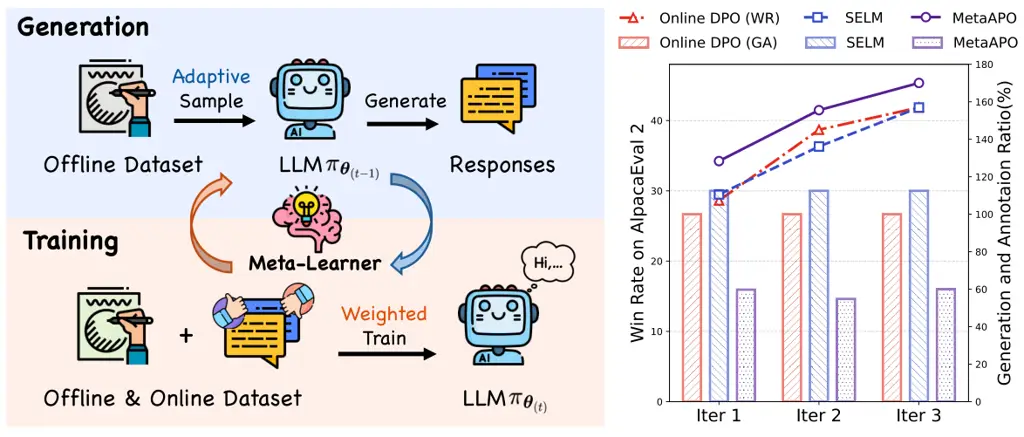 Generation
Adaptive
Sample
Generate
AI
Offline Dataset
LLM π_θ(t−1)
Responses
Training
Meta-Learner
Hi,...
+
Weighted
Train
AI
Offline & Online Dataset
LLM π_θ(t)
Online DPO (WR) SELM MetaAPO
Online DPO (GA) SELM MetaAPO
Win Rate on AlpacaEval 2
0
10
20
30
40
Iter 1 Iter 2 Iter 3
180
160
140
120
100
80
60
40
20
0
Generation and Annotaion Ratio(%)